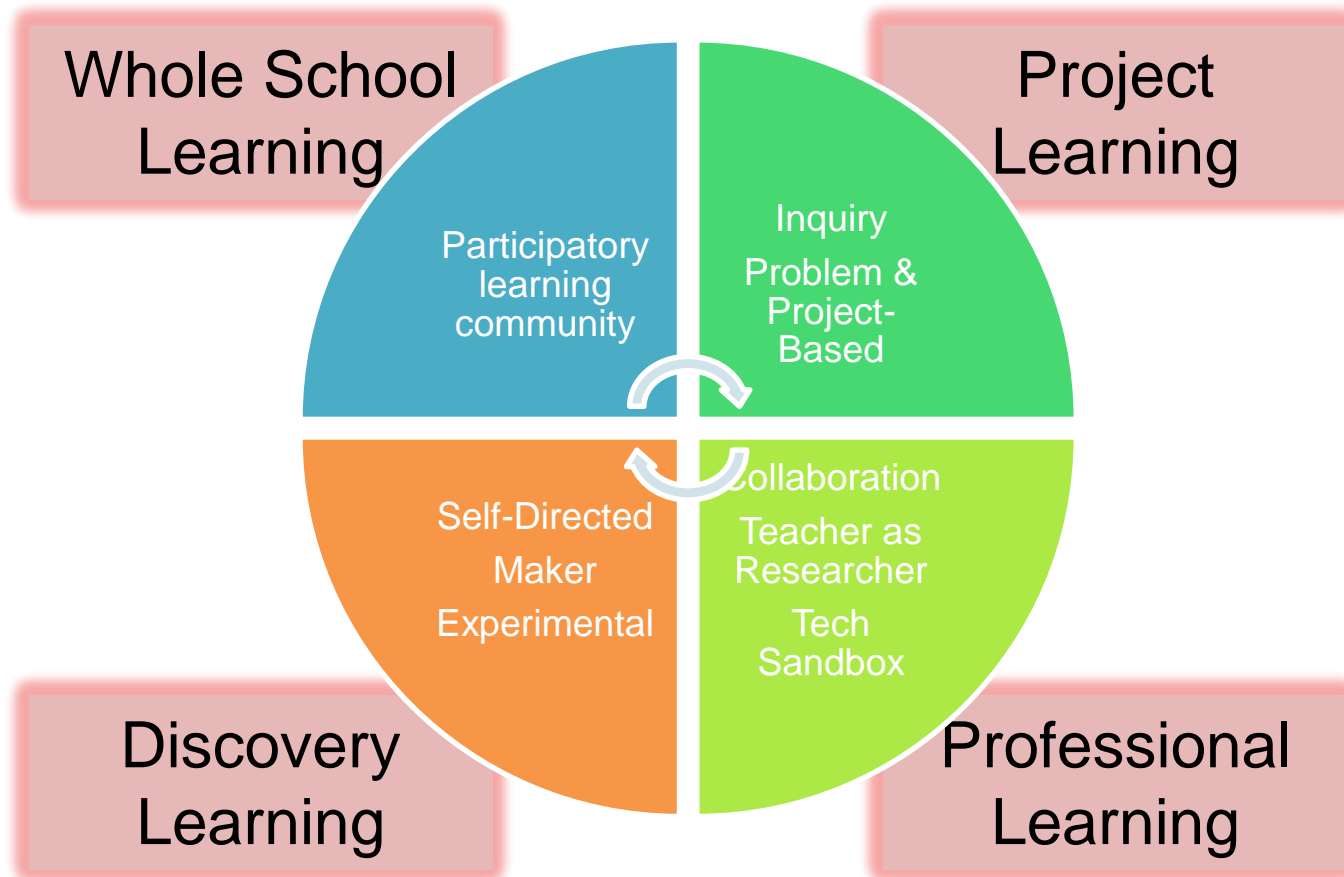 Whole School
Learning
Project
Learning
Participatory
learning
community
Inquiry
Problem &
Project-
Based
Self-Directed
Maker
Experimental
Collaboration
Teacher as
Researcher
Tech
Sandbox
Discovery
Learning
Professional
Learning